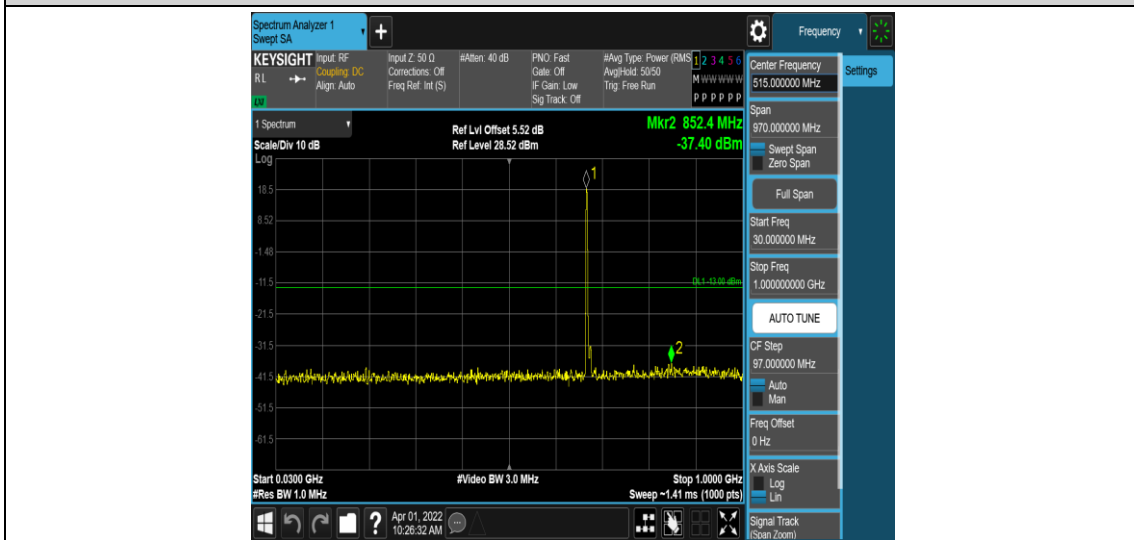 Spectrum Analyzer 1
Swept SA
+
Frequency
KEYSIGHT
RL
LXI
Input: RF
Coupling: DC
Align: Auto
Input Z: 50 Ω
Corrections: Off
Freq Ref: Int (S)
#Atten: 40 dB
PNO: Fast
Gate: Off
IF Gain: Low
Sig Track: Off
#Avg Type: Power (RMS
Avg|Hold: 50/50
Trig: Free Run
1 2 3 4 5 6
M W W W W W
P P P P P P
1 Spectrum
Scale/Div 10 dB
Ref Lvl Offset 5.52 dB
Ref Level 28.52 dBm
Mkr2 852.4 MHz
-37.40 dBm
Log
1
18.5
8.52
-1.48
-11.5
DL1 -13.00 dBm
-21.5
-31.5
2
-41.5
-51.5
-61.5
Start 0.0300 GHz
#Video BW 3.0 MHz
Stop 1.0000 GHz
#Res BW 1.0 MHz
Sweep ~1.41 ms (1000 pts)
?
Apr 01, 2022
10:26:32 AM
Center Frequency
515.000000 MHz
Settings
Span
970.000000 MHz
Swept Span
Zero Span
Full Span
Start Freq
30.000000 MHz
Stop Freq
1.000000000 GHz
AUTO TUNE
CF Step
97.000000 MHz
Auto
Man
Freq Offset
0 Hz
X Axis Scale
Log
Lin
Signal Track
(Span Zoom)